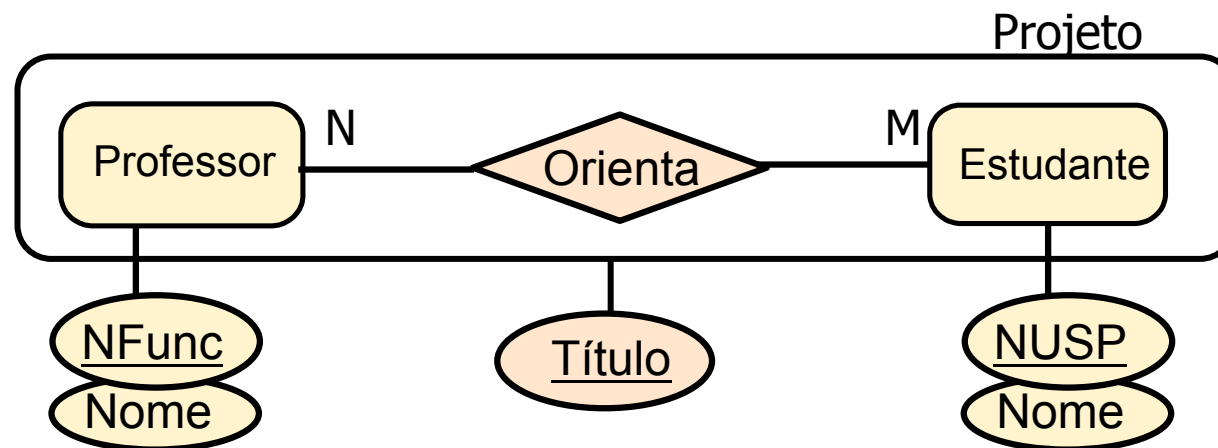 Projeto
N
M
Professor
Orienta
Estudante
NFunc
Título
NUSP
Nome
Nome